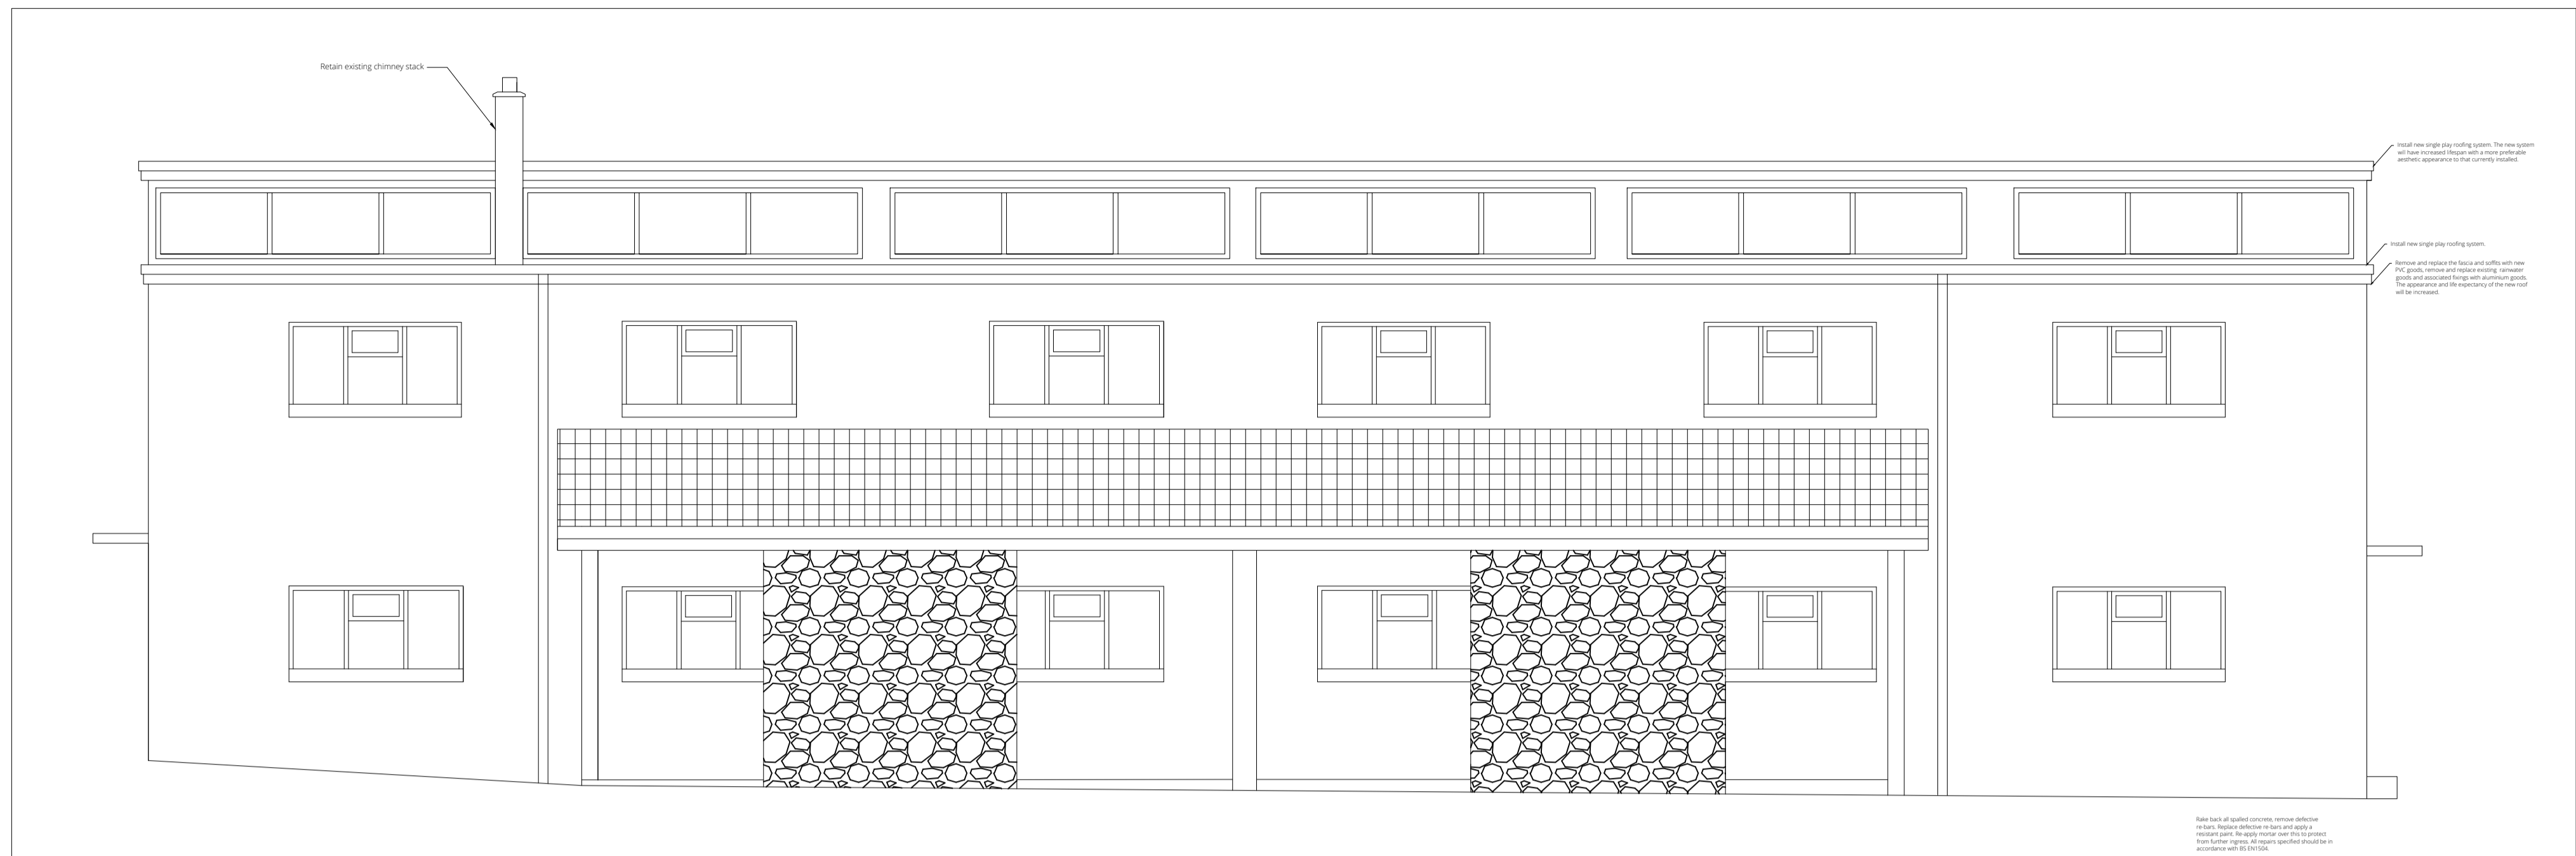 Retain existing chimney stack
Install new single play roofing system. The new system
will have increased lifespan with a more preferable
aesthetic appearance to that currently installed.
Install new single play roofing system.
Remove and replace the fascia and soffits with new
PVC goods, remove and replace existing rainwater
goods and associated fixings with aluminium goods.
The appearance and life expectancy of the new roof
will be increased.
Rake back all spalled concrete, remove defective
re-bars. Replace defective re-bars and apply a
resistant paint. Re-apply mortar over this to protect
from further ingress. All repairs specified should be in
accordance with BS EN1504.